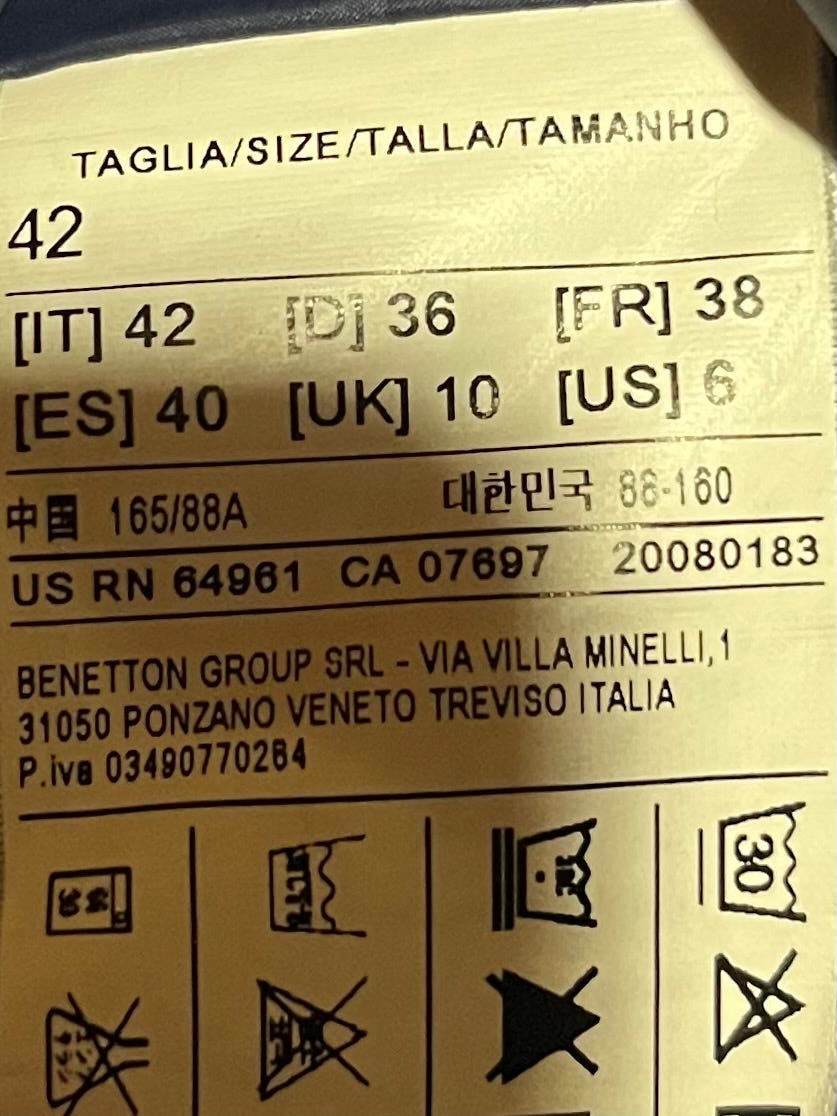 TAGLIA/SIZE/TALLA/TAMANHO
42
[IT] 42 [D] 36 [FR] 38
[ES] 40 [UK] 10 [US] 6
中国 165/88A 대한민국 88-160
US RN 64961 CA 07697 20080183
BENETTON GROUP SRL - VIA VILLA MINELLI, 1
31050 PONZANO VENETO TREVISO ITALIA
P.iva 03490770264
30